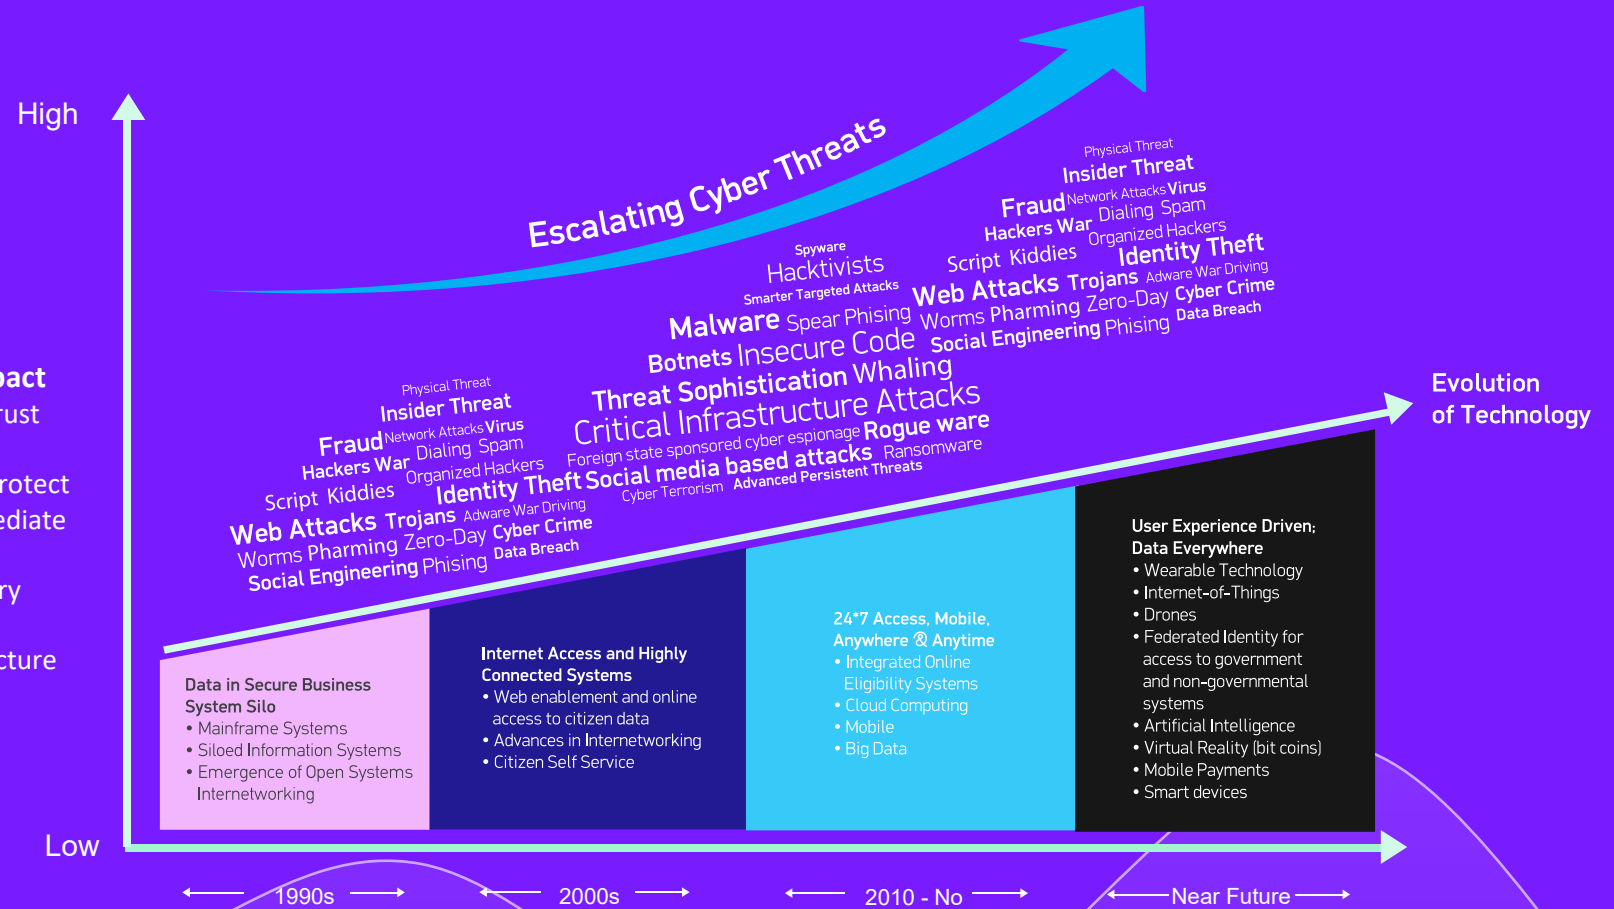 High
Escalating Cyber Threats
Physical Threat
Insider Threat
Fraud Network Attacks Virus
Hackers War Dialing Spam
Organized Hackers
Script Kiddies
Identity Theft
Web Attacks Trojans Adware War Driving
Worms Pharming Zero-Day Cyber Crime
Social Engineering Phising Data Breach
Spyware
Hacktivists
Smarter Targeted Attacks
Malware Spear Phising
Botnets Insecure Code
Threat Sophistication Whaling
Critical Infrastructure Attacks
Foreign state sponsored cyber espionage Rogue ware
Social media based attacks Ransomware
Cyber Terrorism Advanced Persistent Threats
Physical Threat
Insider Threat
Fraud Network Attacks Virus
Hackers War Dialing Spam
Organized Hackers
Script Kiddies
Identity Theft
Web Attacks Trojans Adware War Driving
Worms Pharming Zero-Day Cyber Crime
Social Engineering Phising Data Breach
Evolution
of Technology
pact
rust
rotect
ediate
ry
cture
Data in Secure Business
System Silo
• Mainframe Systems
• Siloed Information Systems
• Emergence of Open Systems
Internetworking
Internet Access and Highly
Connected Systems
• Web enablement and online
access to citizen data
• Advances in Internetworking
• Citizen Self Service
24*7 Access, Mobile,
Anywhere & Anytime
• Integrated Online
Eligibility Systems
• Cloud Computing
• Mobile
• Big Data
User Experience Driven;
Data Everywhere
• Wearable Technology
• Internet-of-Things
• Drones
• Federated Identity for
access to government
and non-governmental
systems
• Artificial Intelligence
• Virtual Reality (bit coins)
• Mobile Payments
• Smart devices
Low
1990s
2000s
2010 - No
Near Future